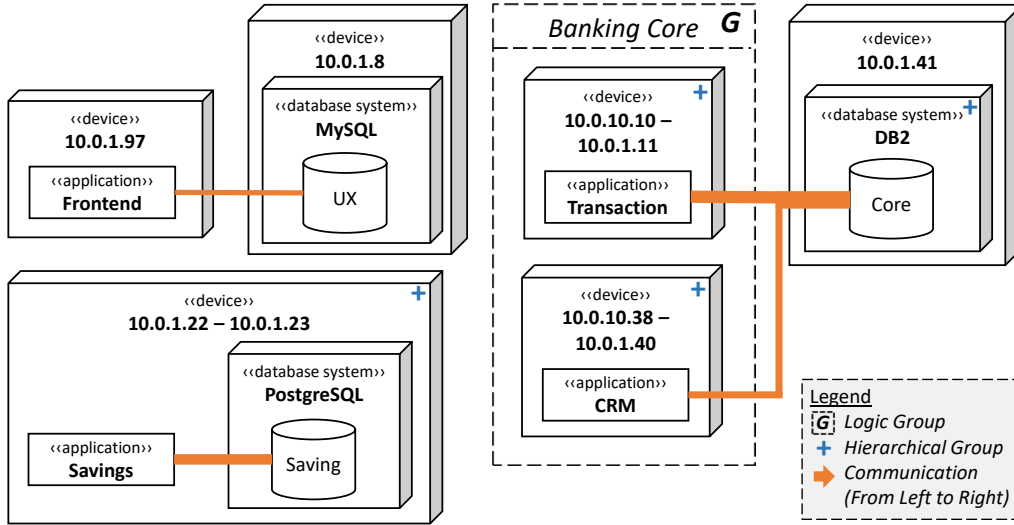 ‹‹device››
10.0.1.97
‹‹application››
Frontend
‹‹device››
10.0.1.8
‹‹database system››
MySQL
UX
‹‹device››
10.0.1.22 – 10.0.1.23
‹‹database system››
PostgreSQL
‹‹application››
Savings
Saving
Banking Core G
‹‹device››
10.0.10.10 –
10.0.1.11
‹‹application››
Transaction
‹‹device››
10.0.10.38 –
10.0.1.40
‹‹application››
CRM
‹‹device››
10.0.1.41
‹‹database system››
DB2
Core
Legend
G Logic Group
+ Hierarchical Group
Communication
(From Left to Right)